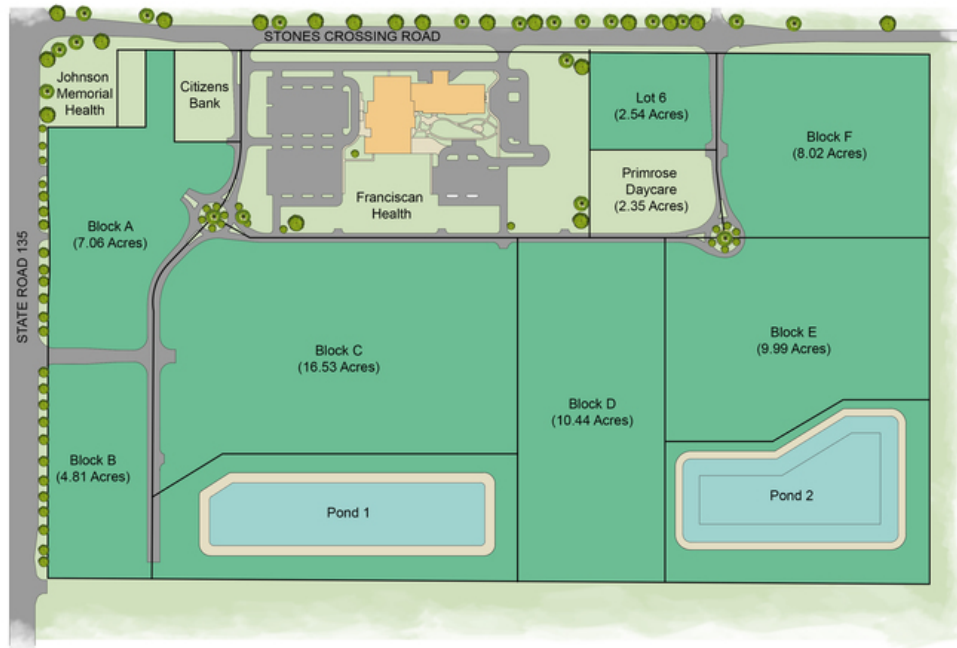 STONES CROSSING ROAD
Johnson
Memorial
Health
Citizens
Bank
Lot 6
(2.54 Acres)
Block F
(8.02 Acres)
Primrose
Daycare
(2.35 Acres)
Franciscan
Health
Block A
(7.06 Acres)
STATE ROAD 135
Block C
(16.53 Acres)
Block E
(9.99 Acres)
Block D
(10.44 Acres)
Block B
(4.81 Acres)
Pond 1
Pond 2